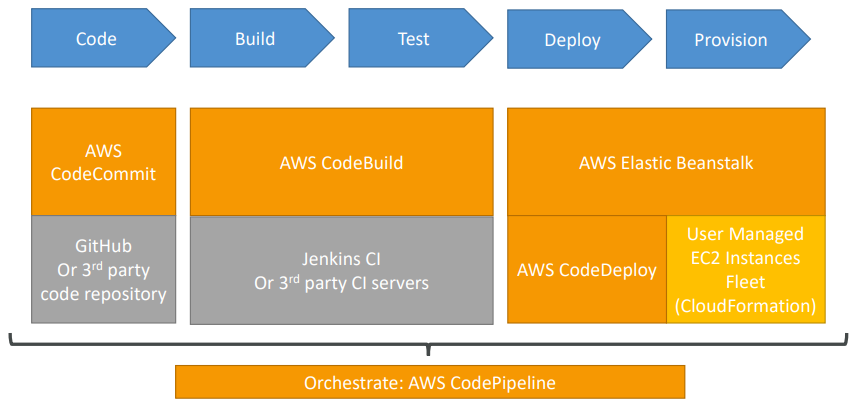 Code
Build
Test
Deploy
Provision
AWS
CodeCommit
AWS CodeBuild
AWS Elastic Beanstalk
GitHub
Or 3rd party
code repository
Jenkins CI
Or 3rd party CI servers
AWS CodeDeploy
User Managed
EC2 Instances
Fleet
(CloudFormation)
Orchestrate: AWS CodePipeline